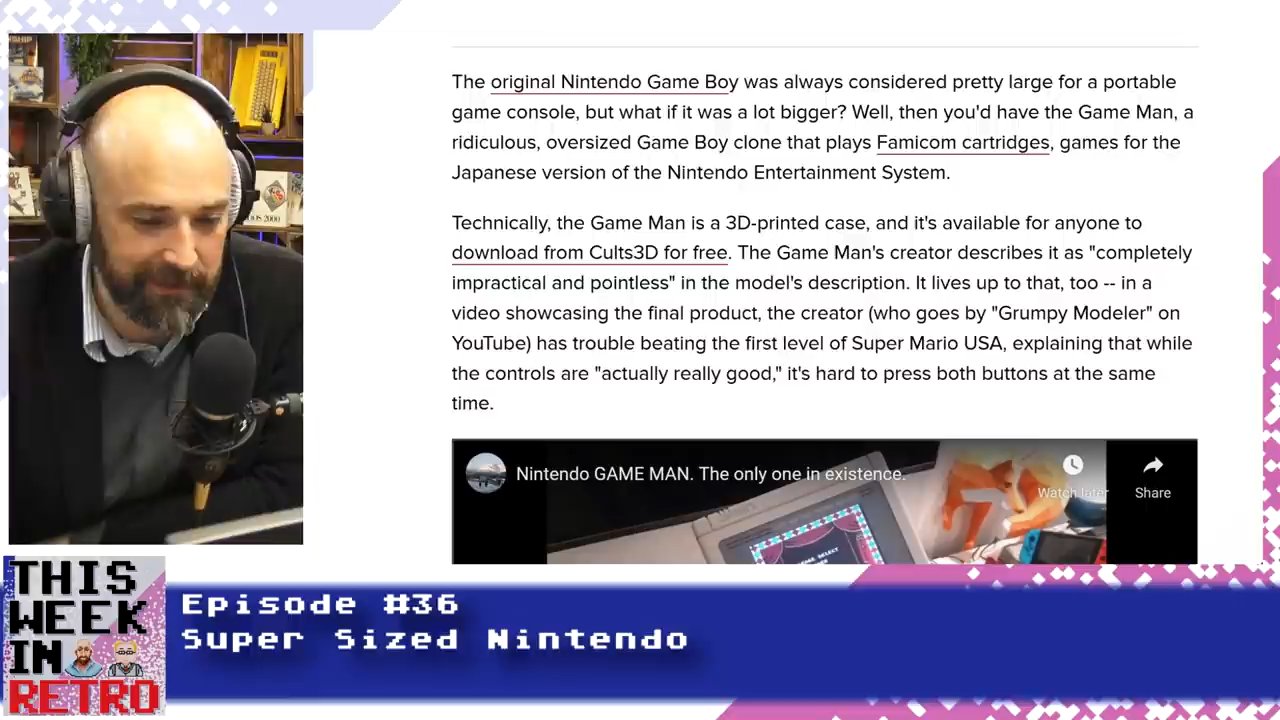 The original Nintendo Game Boy was always considered pretty large for a portable
game console, but what if it was a lot bigger? Well, then you'd have the Game Man, a
ridiculous, oversized Game Boy clone that plays Famicom cartridges, games for the
Japanese version of the Nintendo Entertainment System.
Technically, the Game Man is a 3D-printed case, and it's available for anyone to
download from Cults3D for free. The Game Man's creator describes it as "completely
impractical and pointless" in the model's description. It lives up to that, too -- in a
video showcasing the final product, the creator (who goes by "Grumpy Modeler" on
YouTube) has trouble beating the first level of Super Mario USA, explaining that while
the controls are "actually really good," it's hard to press both buttons at the same
time.
Nintendo GAME MAN. The only one in existence.
Watch later
Share
THIS
WEEK
IN
RETRO
Episode #36
Super Sized Nintendo